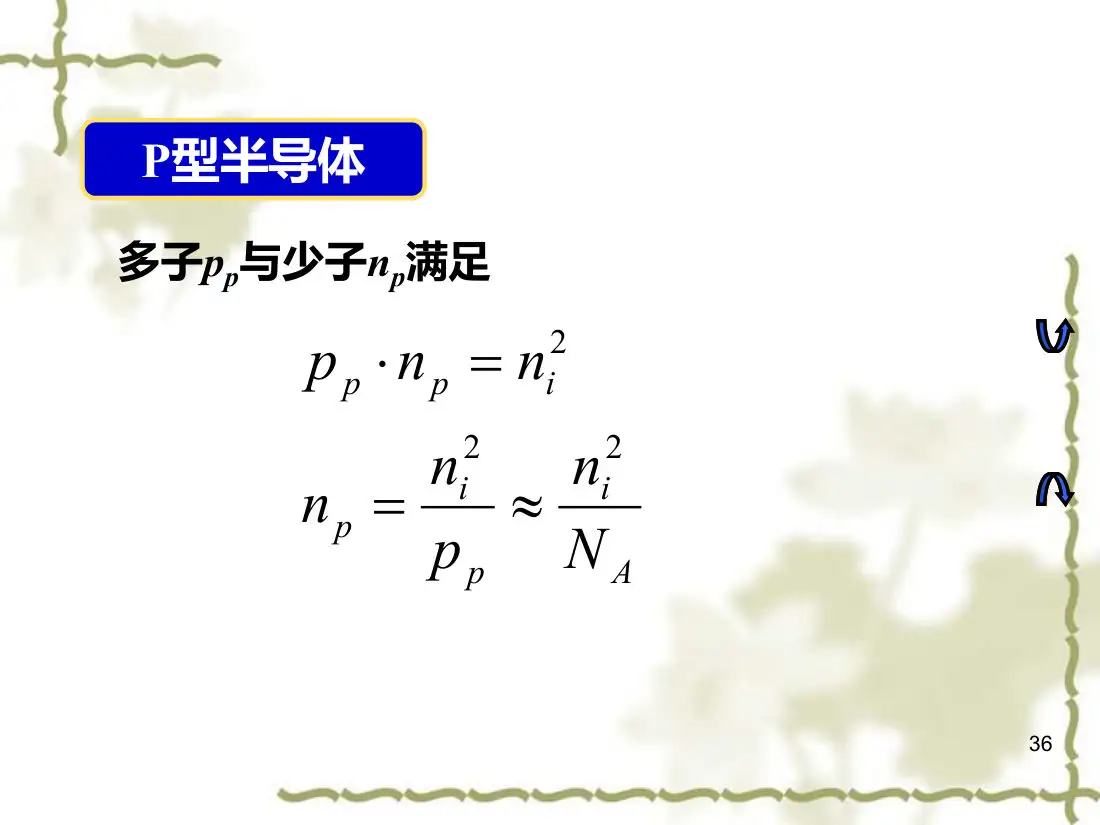 P型半导体
多子pₚ与少子nₚ满足
pₚ · nₚ = nᵢ²
nₚ = nᵢ² / pₚ ≈ nᵢ² / N_A
36